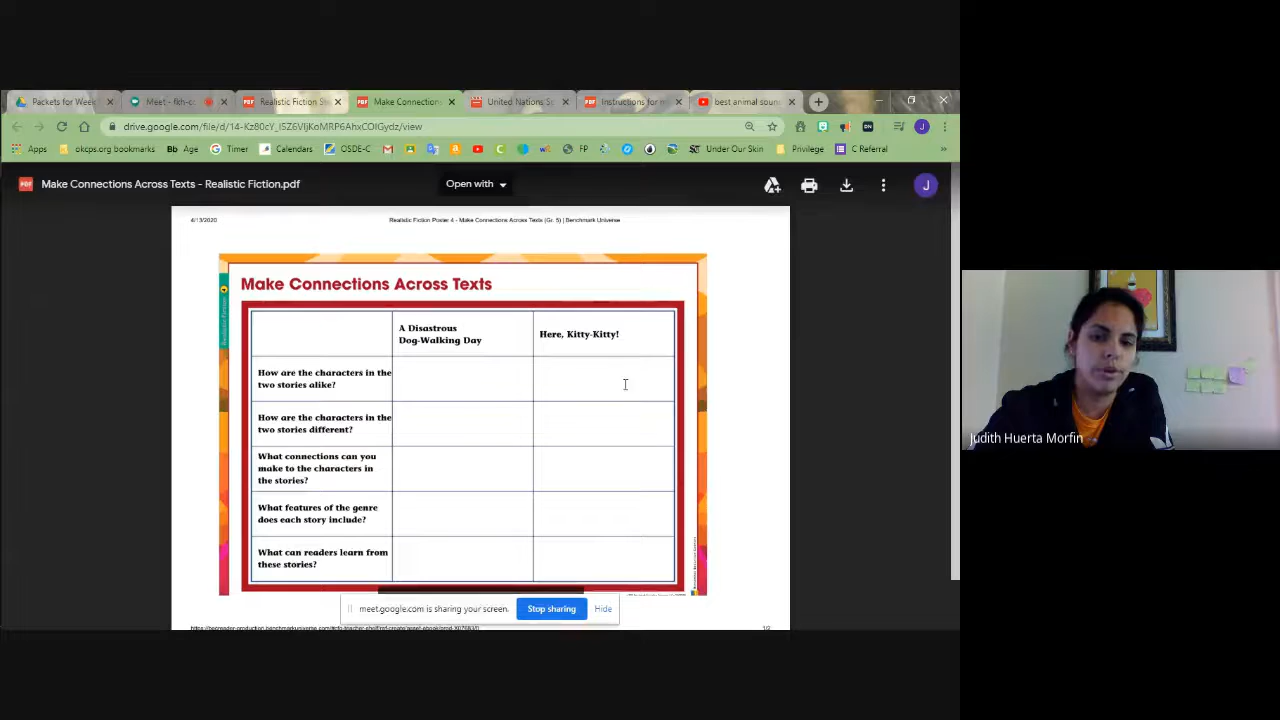 Packets for Week
Meet - fkh-c
Realistic Fiction
Make Connection
United Nations S
Instructions for
best animal soun
drive.google.com/file/d/14-
/view
Apps
okcps.org bookmarks
Bb Age
Timer
Calendars
OSDE-C
FP
Under Our Skin
Privilege
C Referral
Make Connections Across Texts - Realistic Fiction.pdf
Open with
J
4/13/2020
Realistic Fiction Poster 4 - Make Connections Across Texts (Gr. 5) | Benchmark Universe
Make Connections Across Texts
A Disastrous
Dog-Walking Day
Here, Kitty-Kitty!
How are the characters in the
two stories alike?
How are the characters in the
two stories different?
What connections can you
make to the characters in
the stories?
What features of the genre
does each story include?
What can readers learn from
these stories?
meet.google.com is sharing your screen.
Stop sharing
Hide
1/2
Judith Huerta Morfin